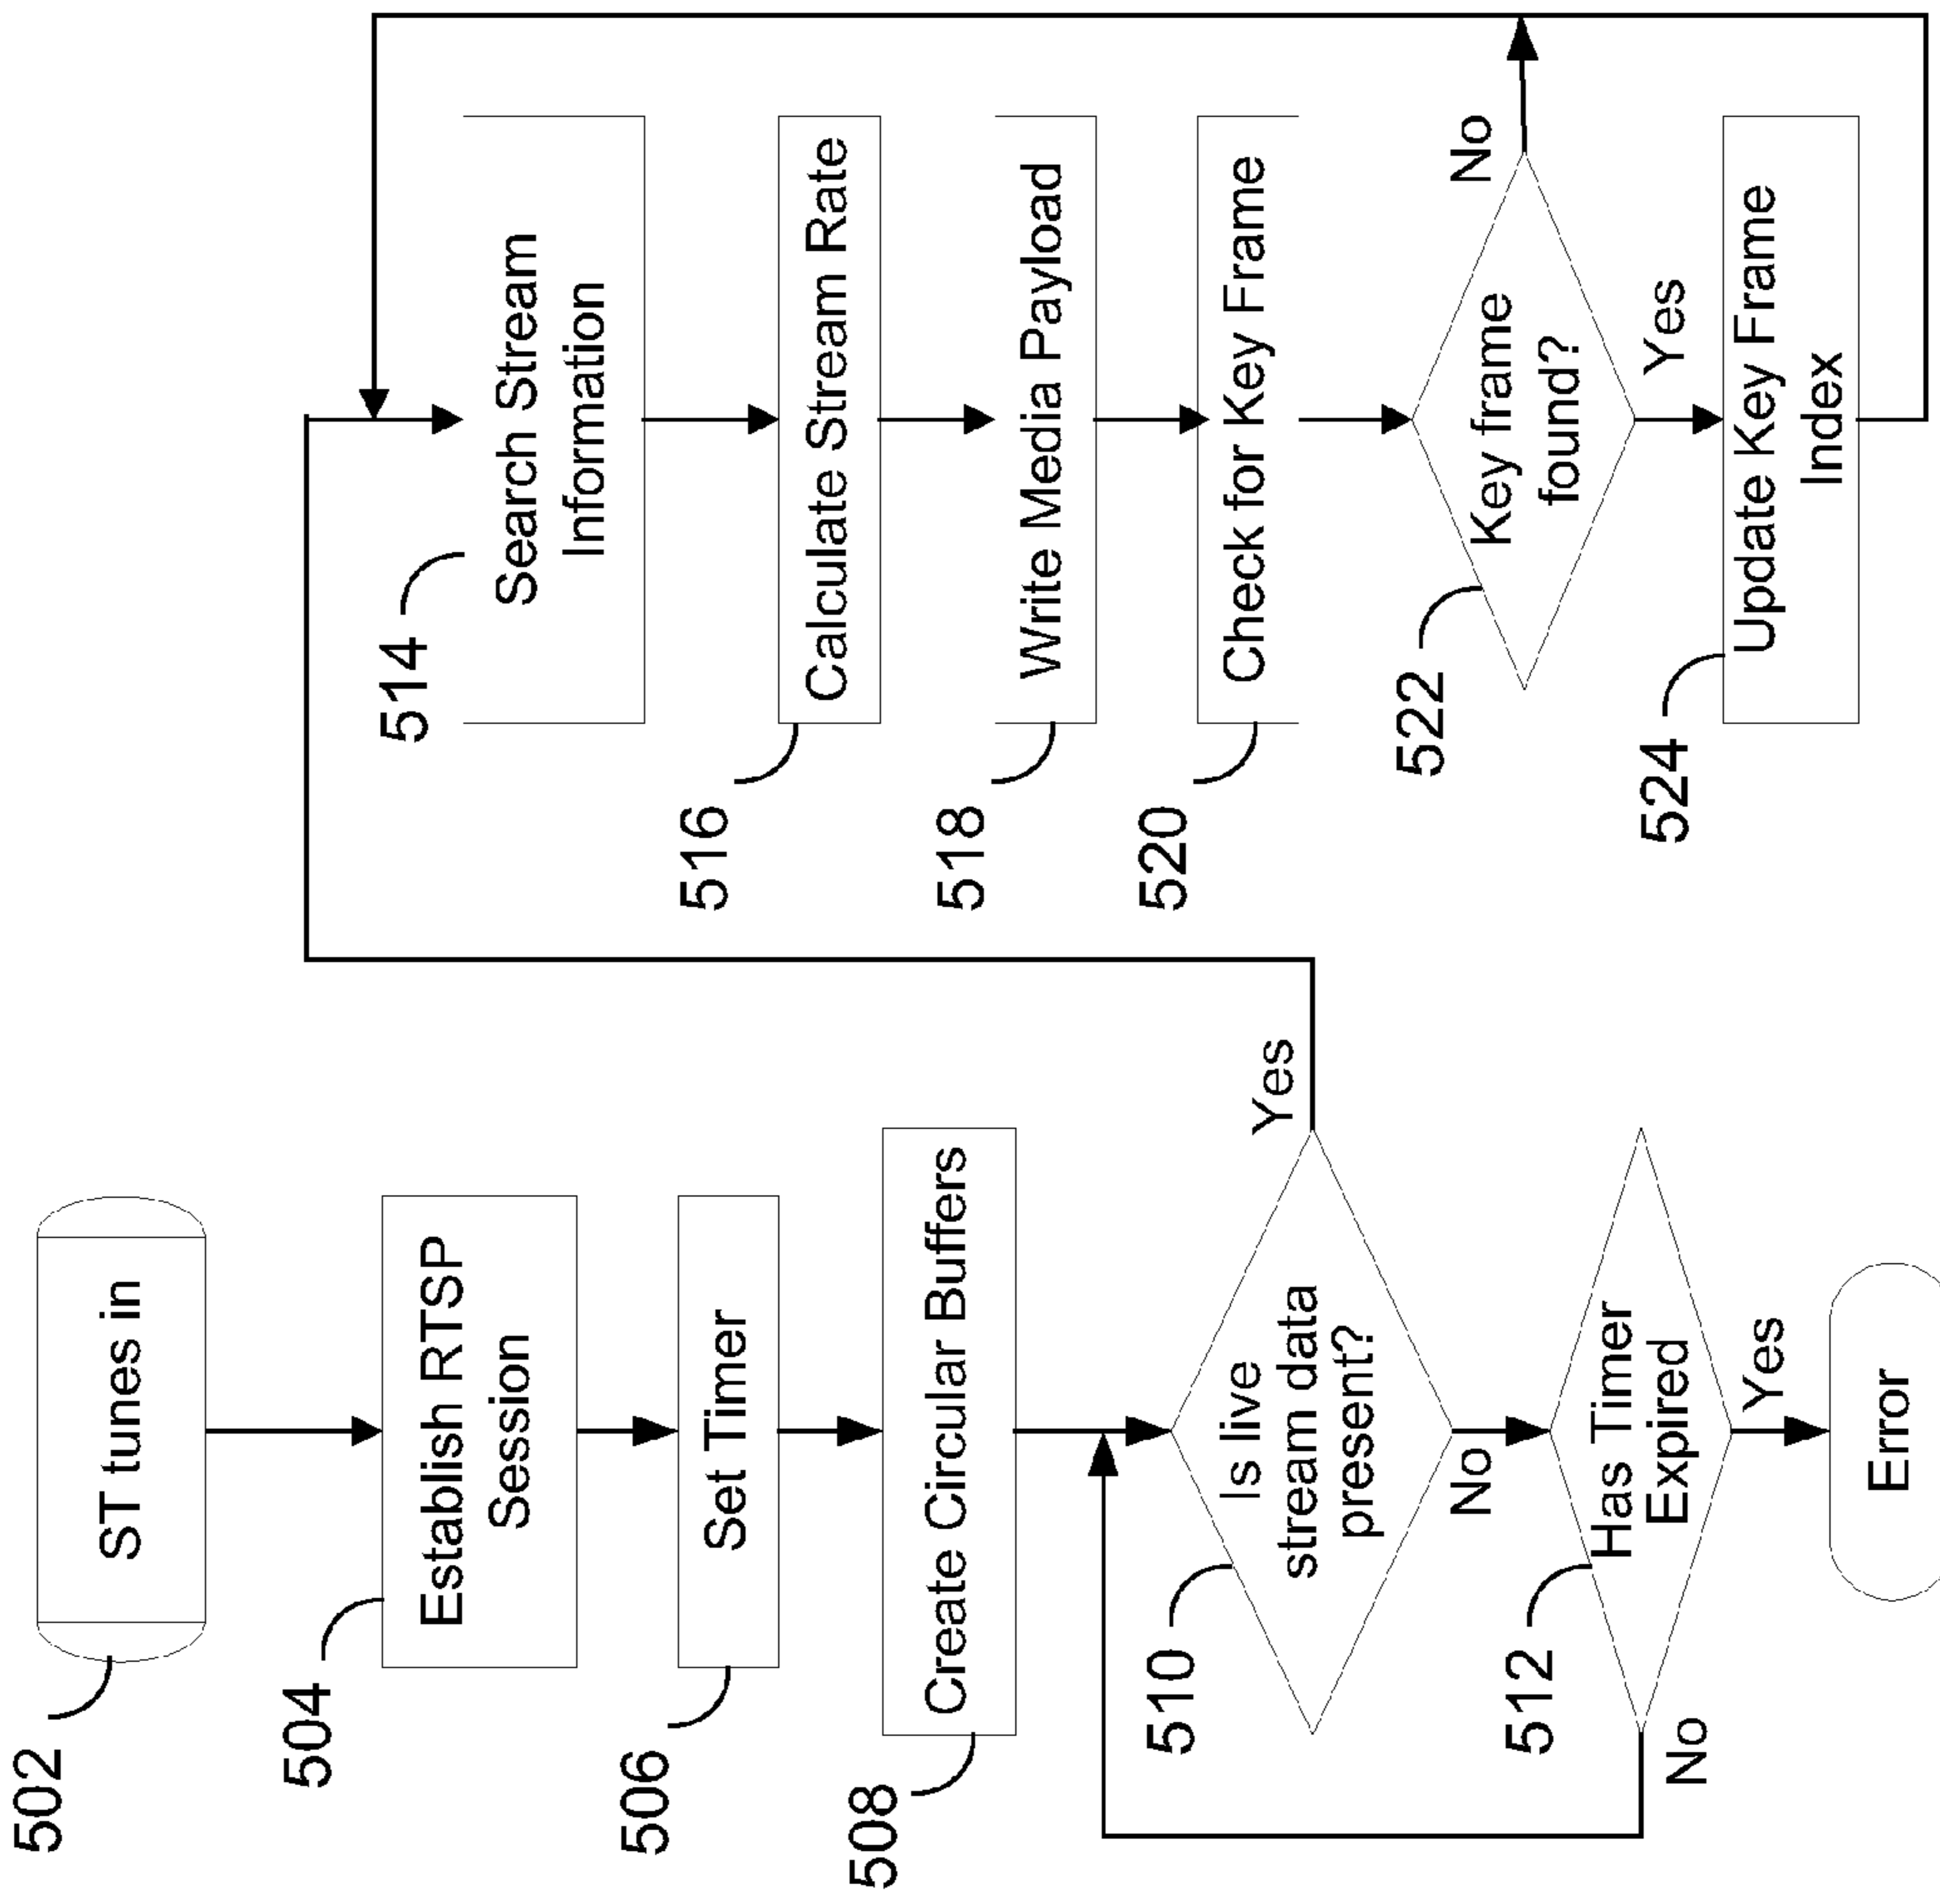 502
ST tunes in
504
Establish RTSP
Session
506
Set Timer
508
Create Circular Buffers
510
Is live
stream data
present?
Yes
No
512
Has Timer
Expired
No
Yes
Error
514
Search Stream
Information
516
Calculate Stream Rate
518
Write Media Payload
520
Check for Key Frame
522
Key frame
found?
No
Yes
524
Update Key Frame
Index